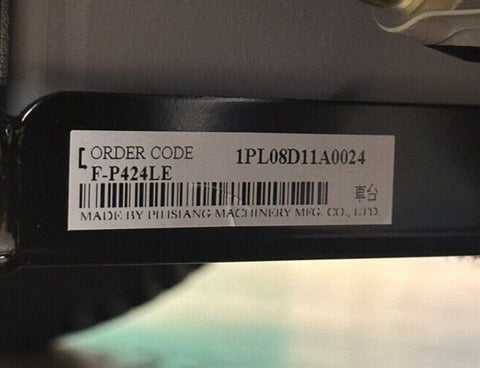 ORDER CODE 1PL08D11A0024
F-P424LE
車台
MADE BY PIHSIANG MACHINERY MFG. CO., LTD.